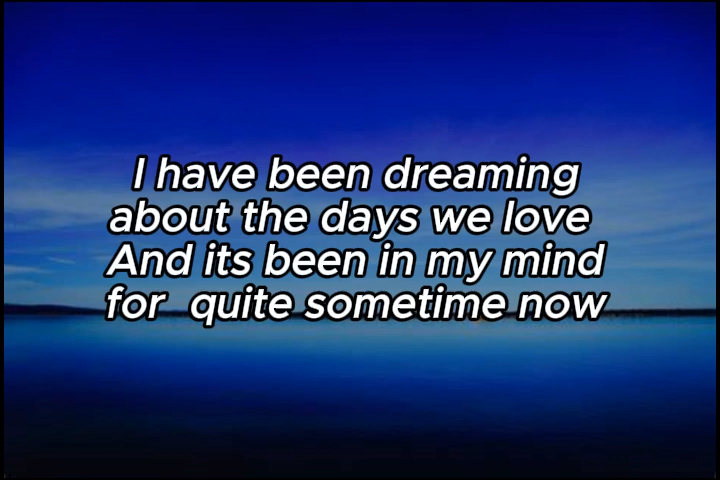 I have been dreaming
about the days we love
And its been in my mind
for quite sometime now